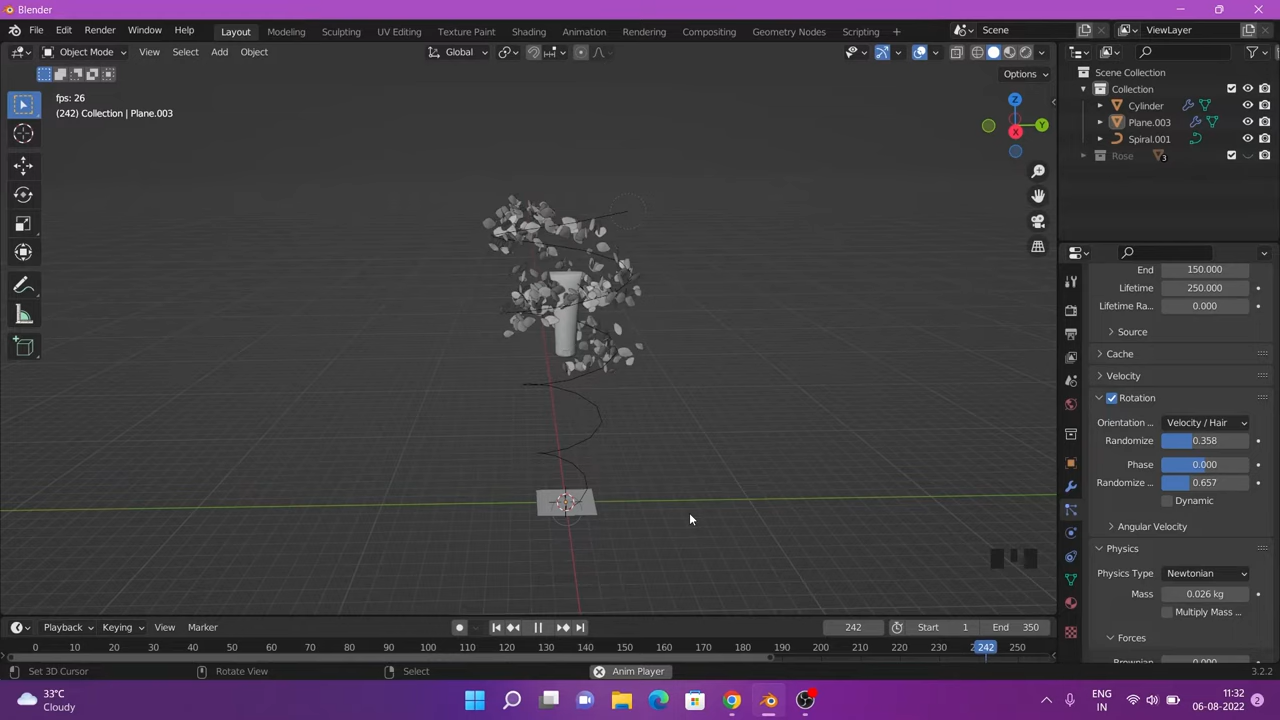 Blender
File Edit Render Window Help Layout Modeling Sculpting UV Editing Texture Paint Shading Animation Rendering Compositing Geometry Nodes Scripting + Scene ViewLayer
Object Mode View Select Add Object Global
Options
fps: 26
(242) Collection | Plane.003
Z
Y
X
Scene Collection
Collection
Cylinder
Plane.003
Spiral.001
Rose 3
End 150.000
Lifetime 250.000
Lifetime Ra... 0.000
Source
Cache
Velocity
Rotation
Orientation ... Velocity / Hair
Randomize 0.358
Phase 0.000
Randomize ... 0.657
Dynamic
Angular Velocity
Physics
Physics Type Newtonian
Mass 0.026 kg
Multiply Mass ...
Forces
Brownian 0.000
Playback Keying View Marker 242 Start 1 End 350
0 10 20 30 40 50 60 70 80 90 100 110 120 130 140 150 160 170 180 190 200 210 220 230 242 250
Set 3D Cursor Rotate View Select Anim Player 3.2.2
33°C
Cloudy
ENG
IN
11:32
06-08-2022
2